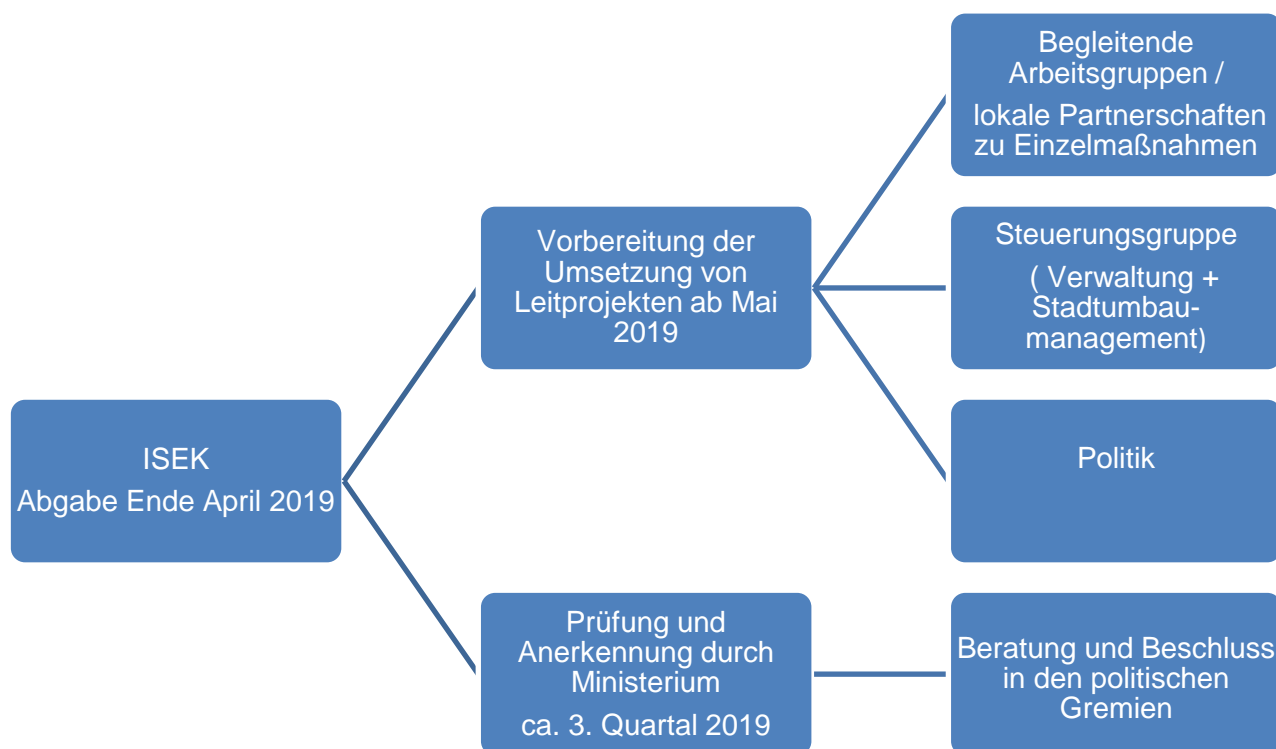 ISEK
Abgabe Ende April 2019
Vorbereitung der
Umsetzung von
Leitprojekten ab Mai
2019
Prüfung und
Anerkennung durch
Ministerium
ca. 3. Quartal 2019
Begleitende
Arbeitsgruppen /
lokale Partnerschaften
zu Einzelmaßnahmen
Steuerungsgruppe
( Verwaltung +
Stadtumbau-
management)
Politik
Beratung und Beschluss
in den politischen
Gremien